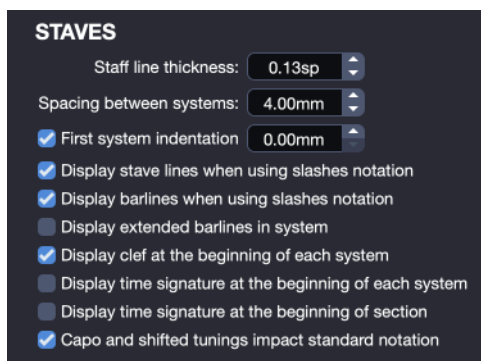 STAVES
Staff line thickness: 0.13sp
Spacing between systems: 4.00mm
First system indentation 0.00mm
Display stave lines when using slashes notation
Display barlines when using slashes notation
Display extended barlines in system
Display clef at the beginning of each system
Display time signature at the beginning of each system
Display time signature at the beginning of section
Capo and shifted tunings impact standard notation